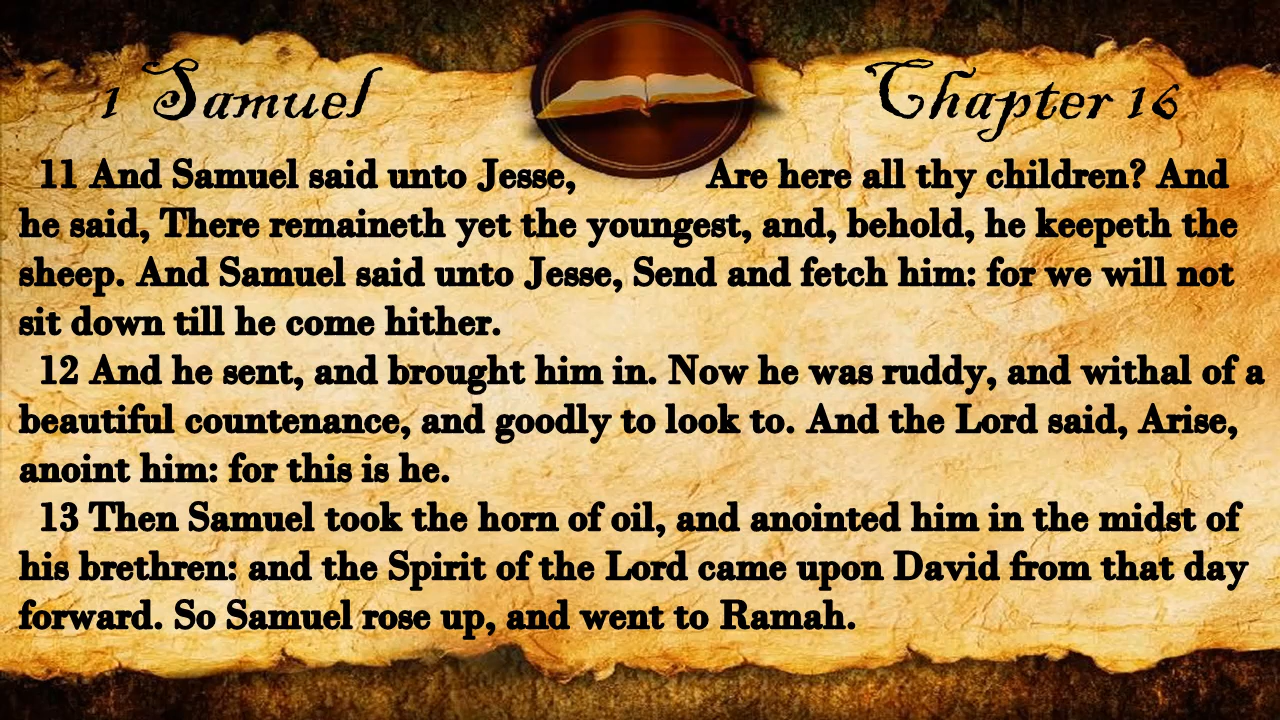 1 Samuel Chapter 16
11 And Samuel said unto Jesse, Are here all thy children? And
he said, There remaineth yet the youngest, and, behold, he keepeth the
sheep. And Samuel said unto Jesse, Send and fetch him: for we will not
sit down till he come hither.
12 And he sent, and brought him in. Now he was ruddy, and withal of a
beautiful countenance, and goodly to look to. And the Lord said, Arise,
anoint him: for this is he.
13 Then Samuel took the horn of oil, and anointed him in the midst of
his brethren: and the Spirit of the Lord came upon David from that day
forward. So Samuel rose up, and went to Ramah.